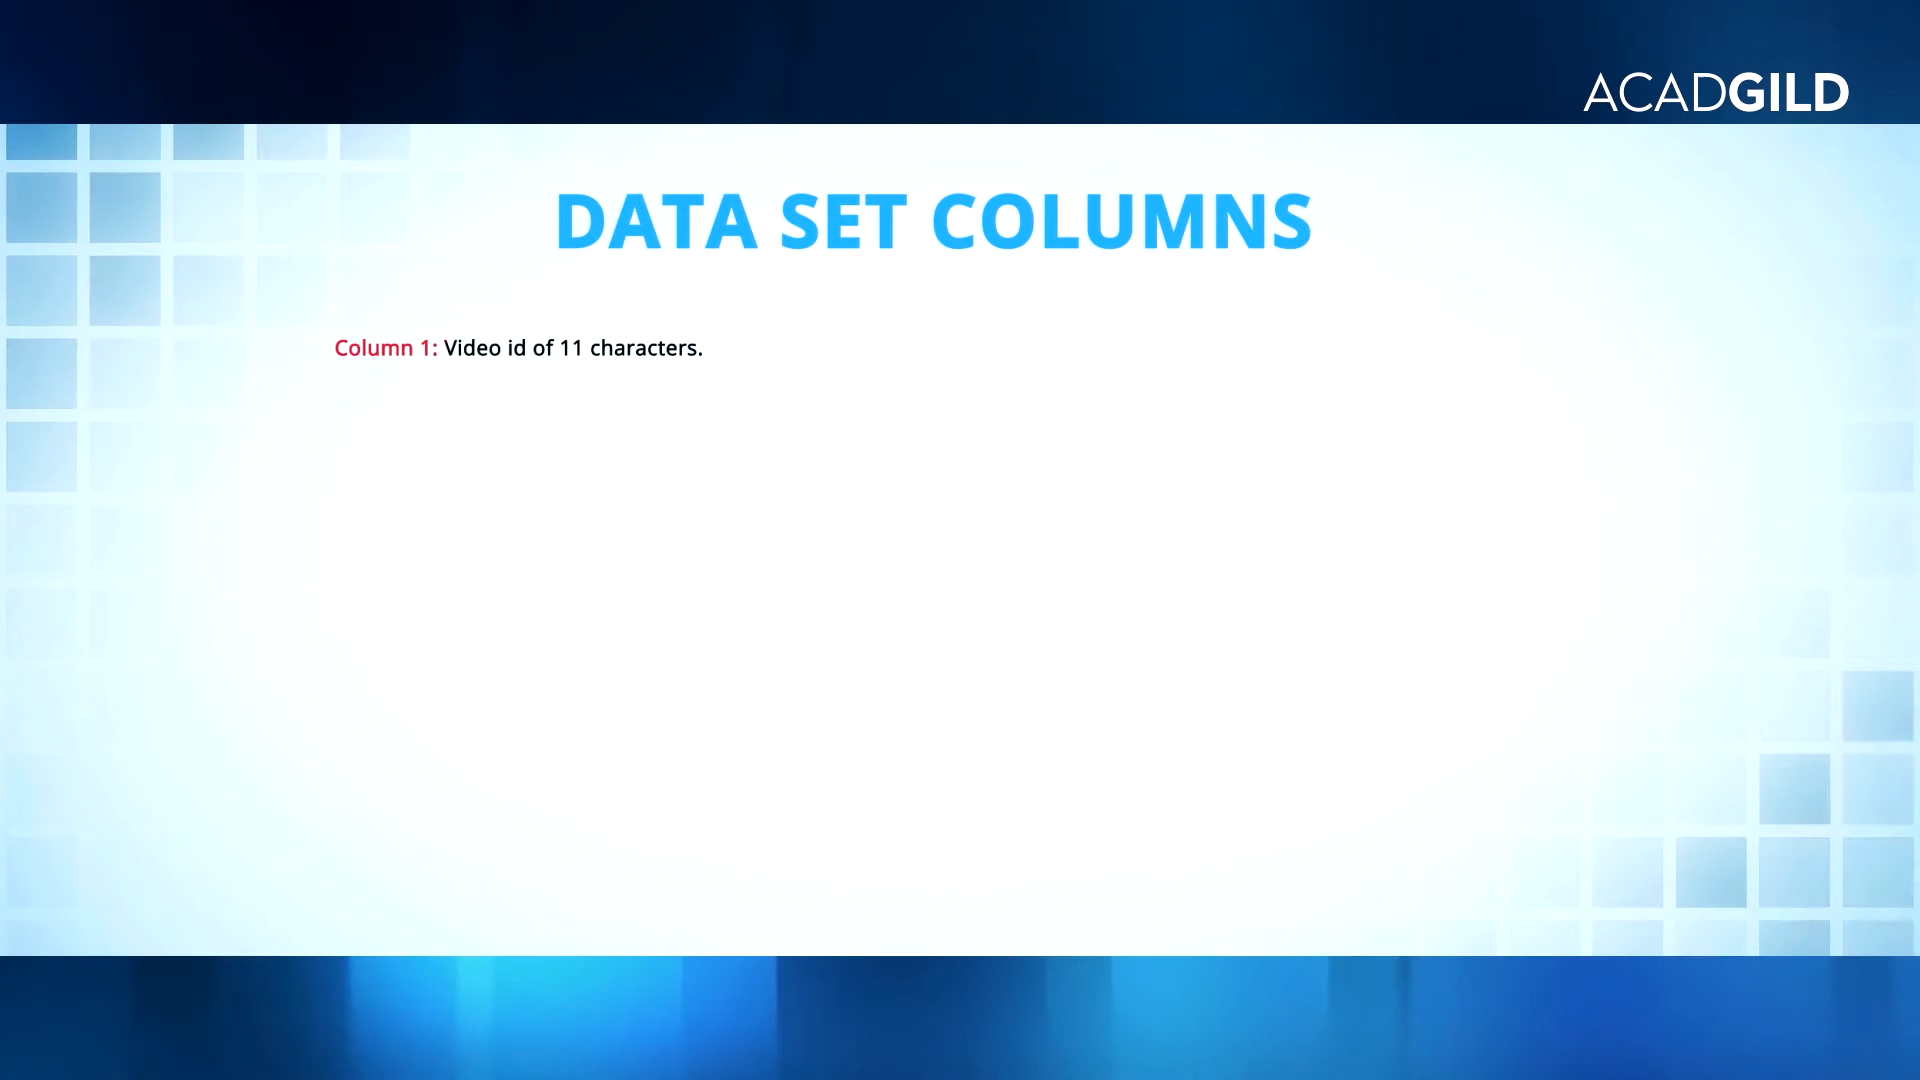 ACADGILD
DATA SET COLUMNS
Column 1: Video id of 11 characters.